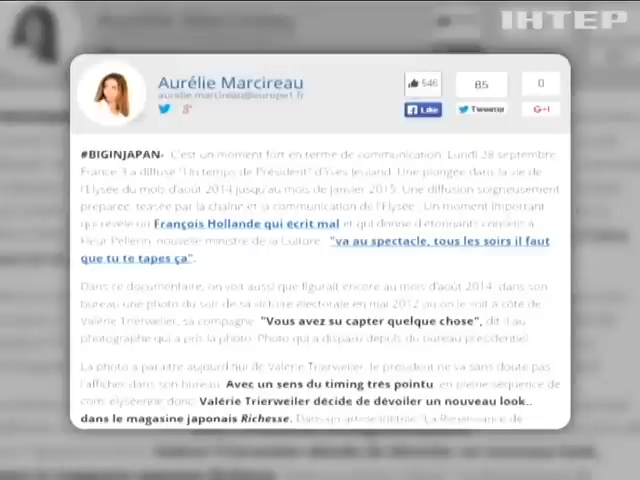 ІНТЕР
Aurélie Marcireau
aurelie.marcireau@europe1.fr
546
85
0
Like
Твитнуть
G+1
#BIGINJAPAN- C'est un moment fort en terme de communication. Lundi 28 septembre,
France 3 a diffusé "Un temps de Président" d'Yves Jeuland. Une plongée dans la vie de
l'Elysée du mois d'août 2014 jusqu'au mois de janvier 2015. Une diffusion soigneusement
préparée, teasée par la chaîne et la communication de l'Elysée. Un moment important
qui révèle un François Hollande qui écrit mal et qui donne d'étonnants conseils à
Fleur Pellerin, nouvelle ministre de la Culture : "va au spectacle, tous les soirs il faut
que tu te tapes ça".
Dans ce documentaire, on voit aussi que figurait encore au mois d'août 2014, dans son
bureau une photo du soir de sa victoire électorale en mai 2012 où on le voit à côté de
Valérie Trierweiler, sa compagne. "Vous avez su capter quelque chose", dit-il au
photographe qui a pris la photo. Photo qui a disparu depuis du bureau présidentiel.
La photo à paraître aujourd'hui de Valérie Trierweiler, le président ne va sans doute pas
l'afficher dans son bureau. Avec un sens du timing très pointu, en pleine séquence de
com' élyséenne donc, Valérie Trierweiler décide de dévoiler un nouveau look..
dans le magazine japonais Richesse. Dans un article intitulé "La Renaissance de